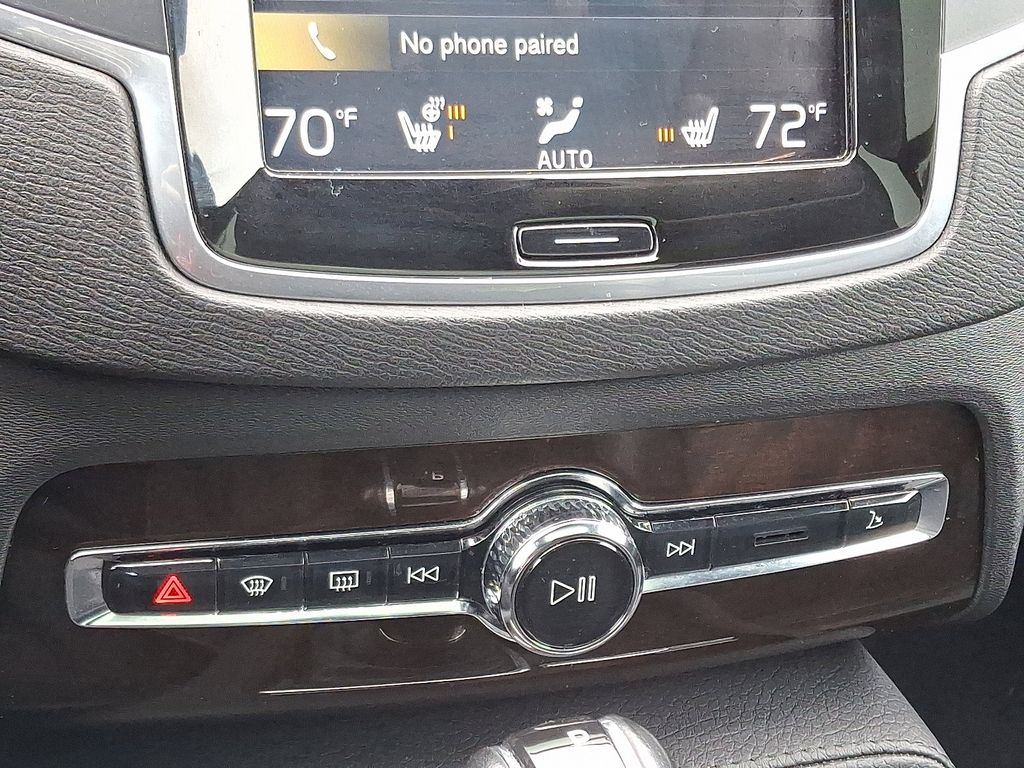 No phone paired
70°F
72°F
AUTO
P